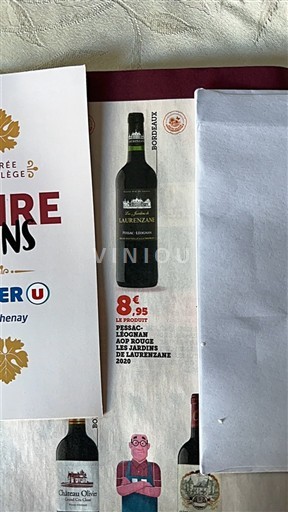 RÉE
LÈGE
IRE
NS
ER U
henay
BORDEAUX
Les Jardins de
LAURENZANE
PESSAC-LÉOGNAN
VINIOU
8€,95
LE PRODUIT
PESSAC-
LÉOGNAN
AOP ROUGE
LES JARDINS
DE LAURENZANE
2020
BO
Château Olivier